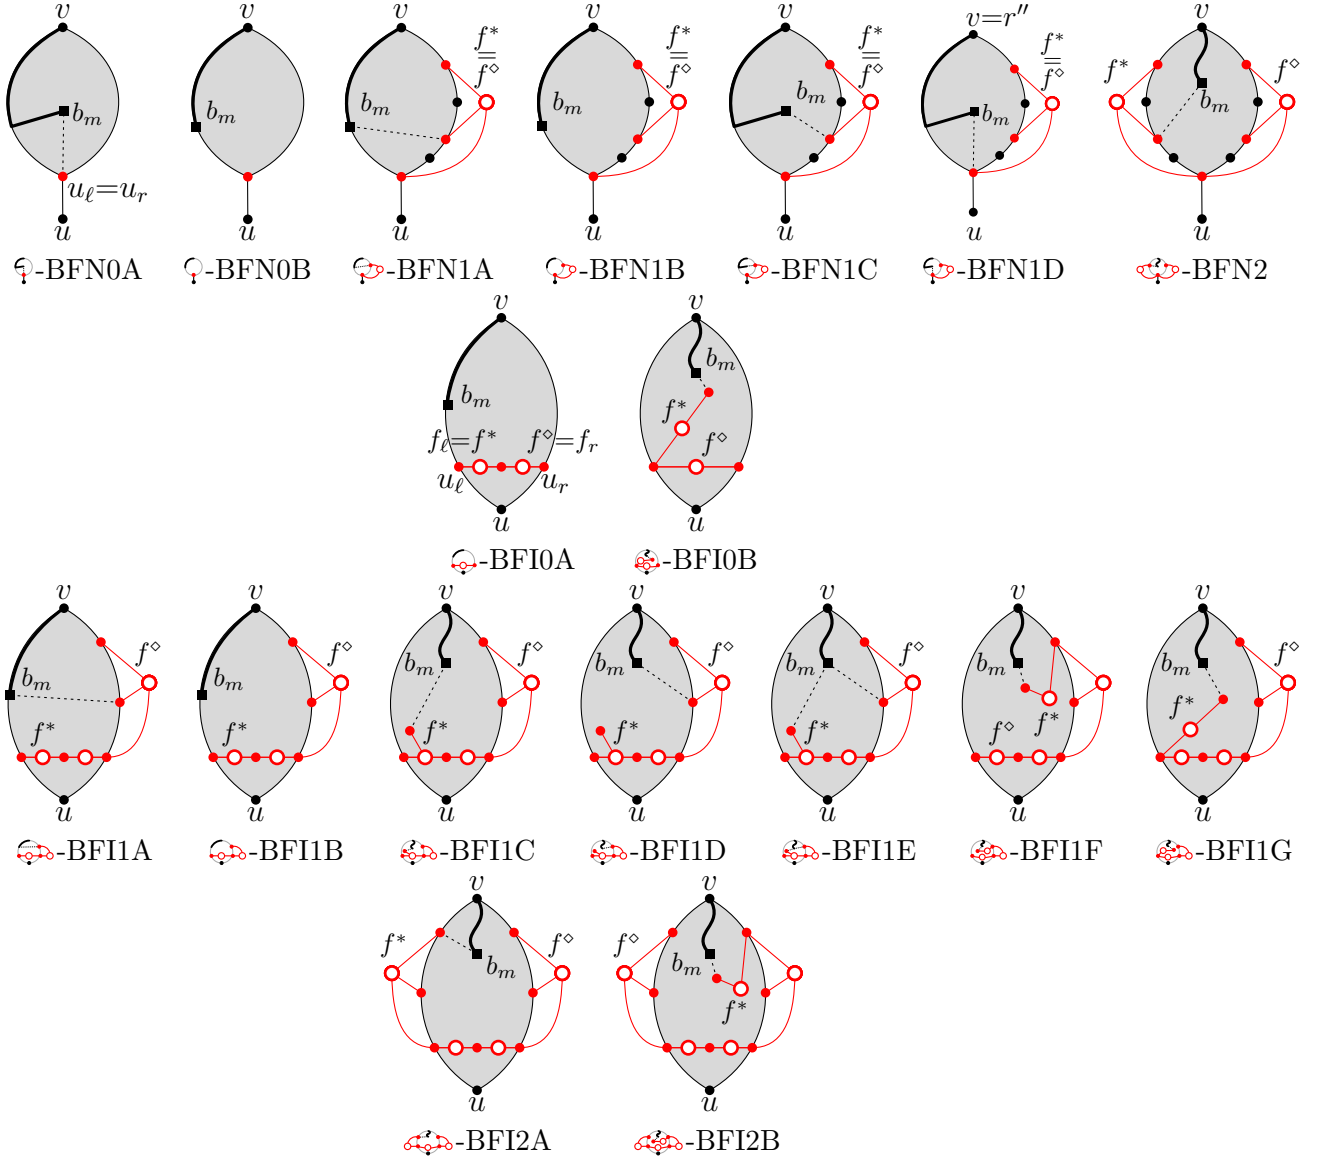 v v v v v=r″ v
f* = f⋄ f* = f⋄ f* = f⋄ f* = f⋄ f* f⋄
b_m b_m b_m b_m b_m b_m b_m
u_ℓ=u_r
u u u u u u
-BFN0A -BFN0B -BFN1A -BFN1B -BFN1C -BFN1D -BFN2
v v
b_m b_m
f* f⋄
f_ℓ=f* f⋄=f_r
u_ℓ u_r
u u
-BFI0A -BFI0B
v v v v v v v
f⋄ f⋄ f⋄ f⋄ f⋄
b_m b_m b_m b_m b_m b_m b_m
f* f* f* f* f* f⋄ f* f*
u u
-BFI1A -BFI1B -BFI1C -BFI1D -BFI1E -BFI1F -BFI1G
v v
f* f⋄ f⋄
b_m b_m
f*
u u
-BFI2A -BFI2B